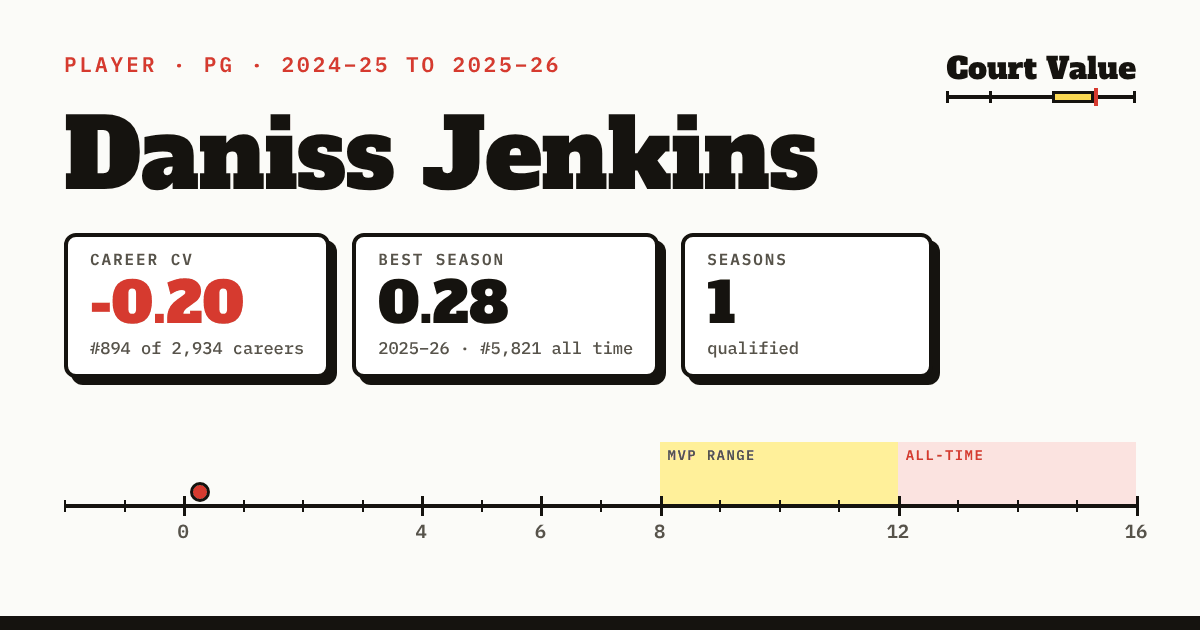 PLAYER · PG · 2024–25 TO 2025–26
Court Value
Daniss Jenkins
CAREER CV
-0.20
#894 of 2,934 careers
BEST SEASON
0.28
2025–26 · #5,821 all time
SEASONS
1
qualified
MVP RANGE
ALL-TIME
0 4 6 8 12 16